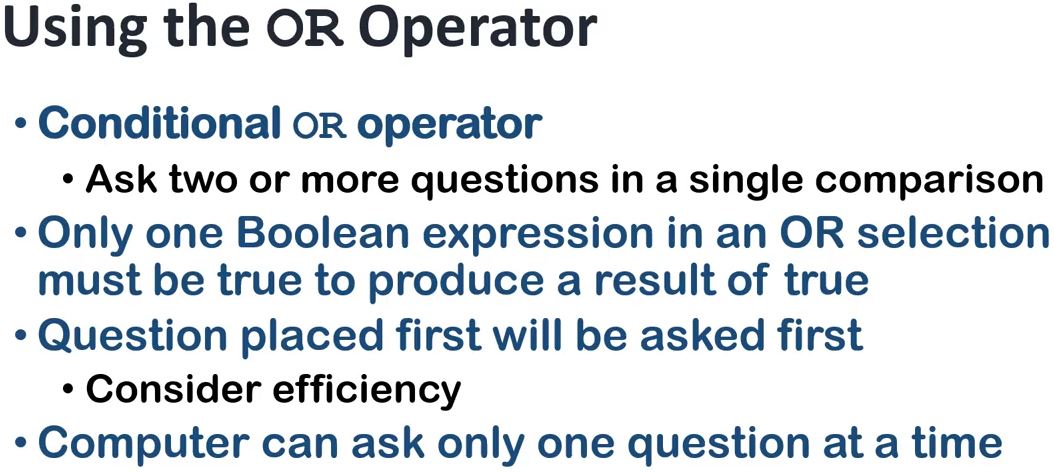 Using the OR Operator
• Conditional OR operator
• Ask two or more questions in a single comparison
• Only one Boolean expression in an OR selection
must be true to produce a result of true
• Question placed first will be asked first
• Consider efficiency
• Computer can ask only one question at a time